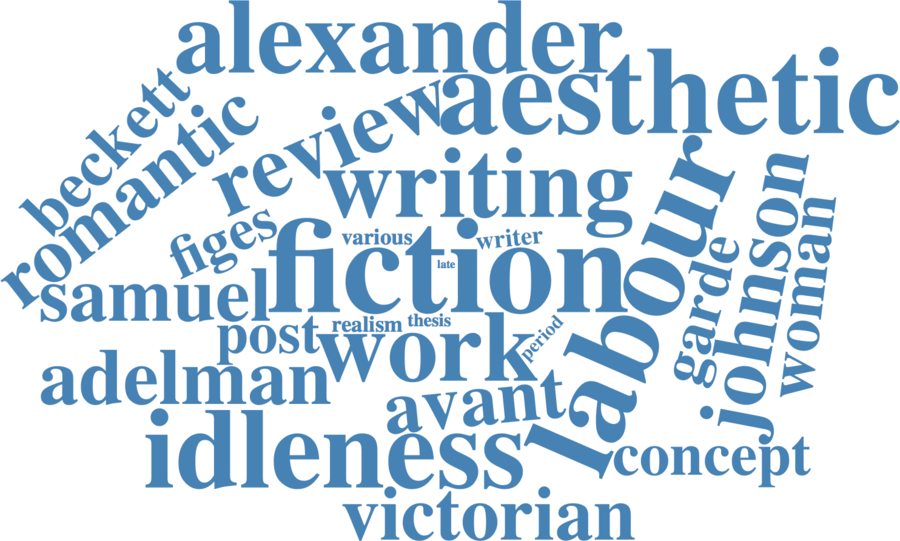 alexander
aesthetic
beckett
romantic
review
writing
labour
johnson
woman
figes
various
writer
fiction
late
garde
samuel
post
realism
thesis
work
period
adelman
avant
idleness
concept
victorian